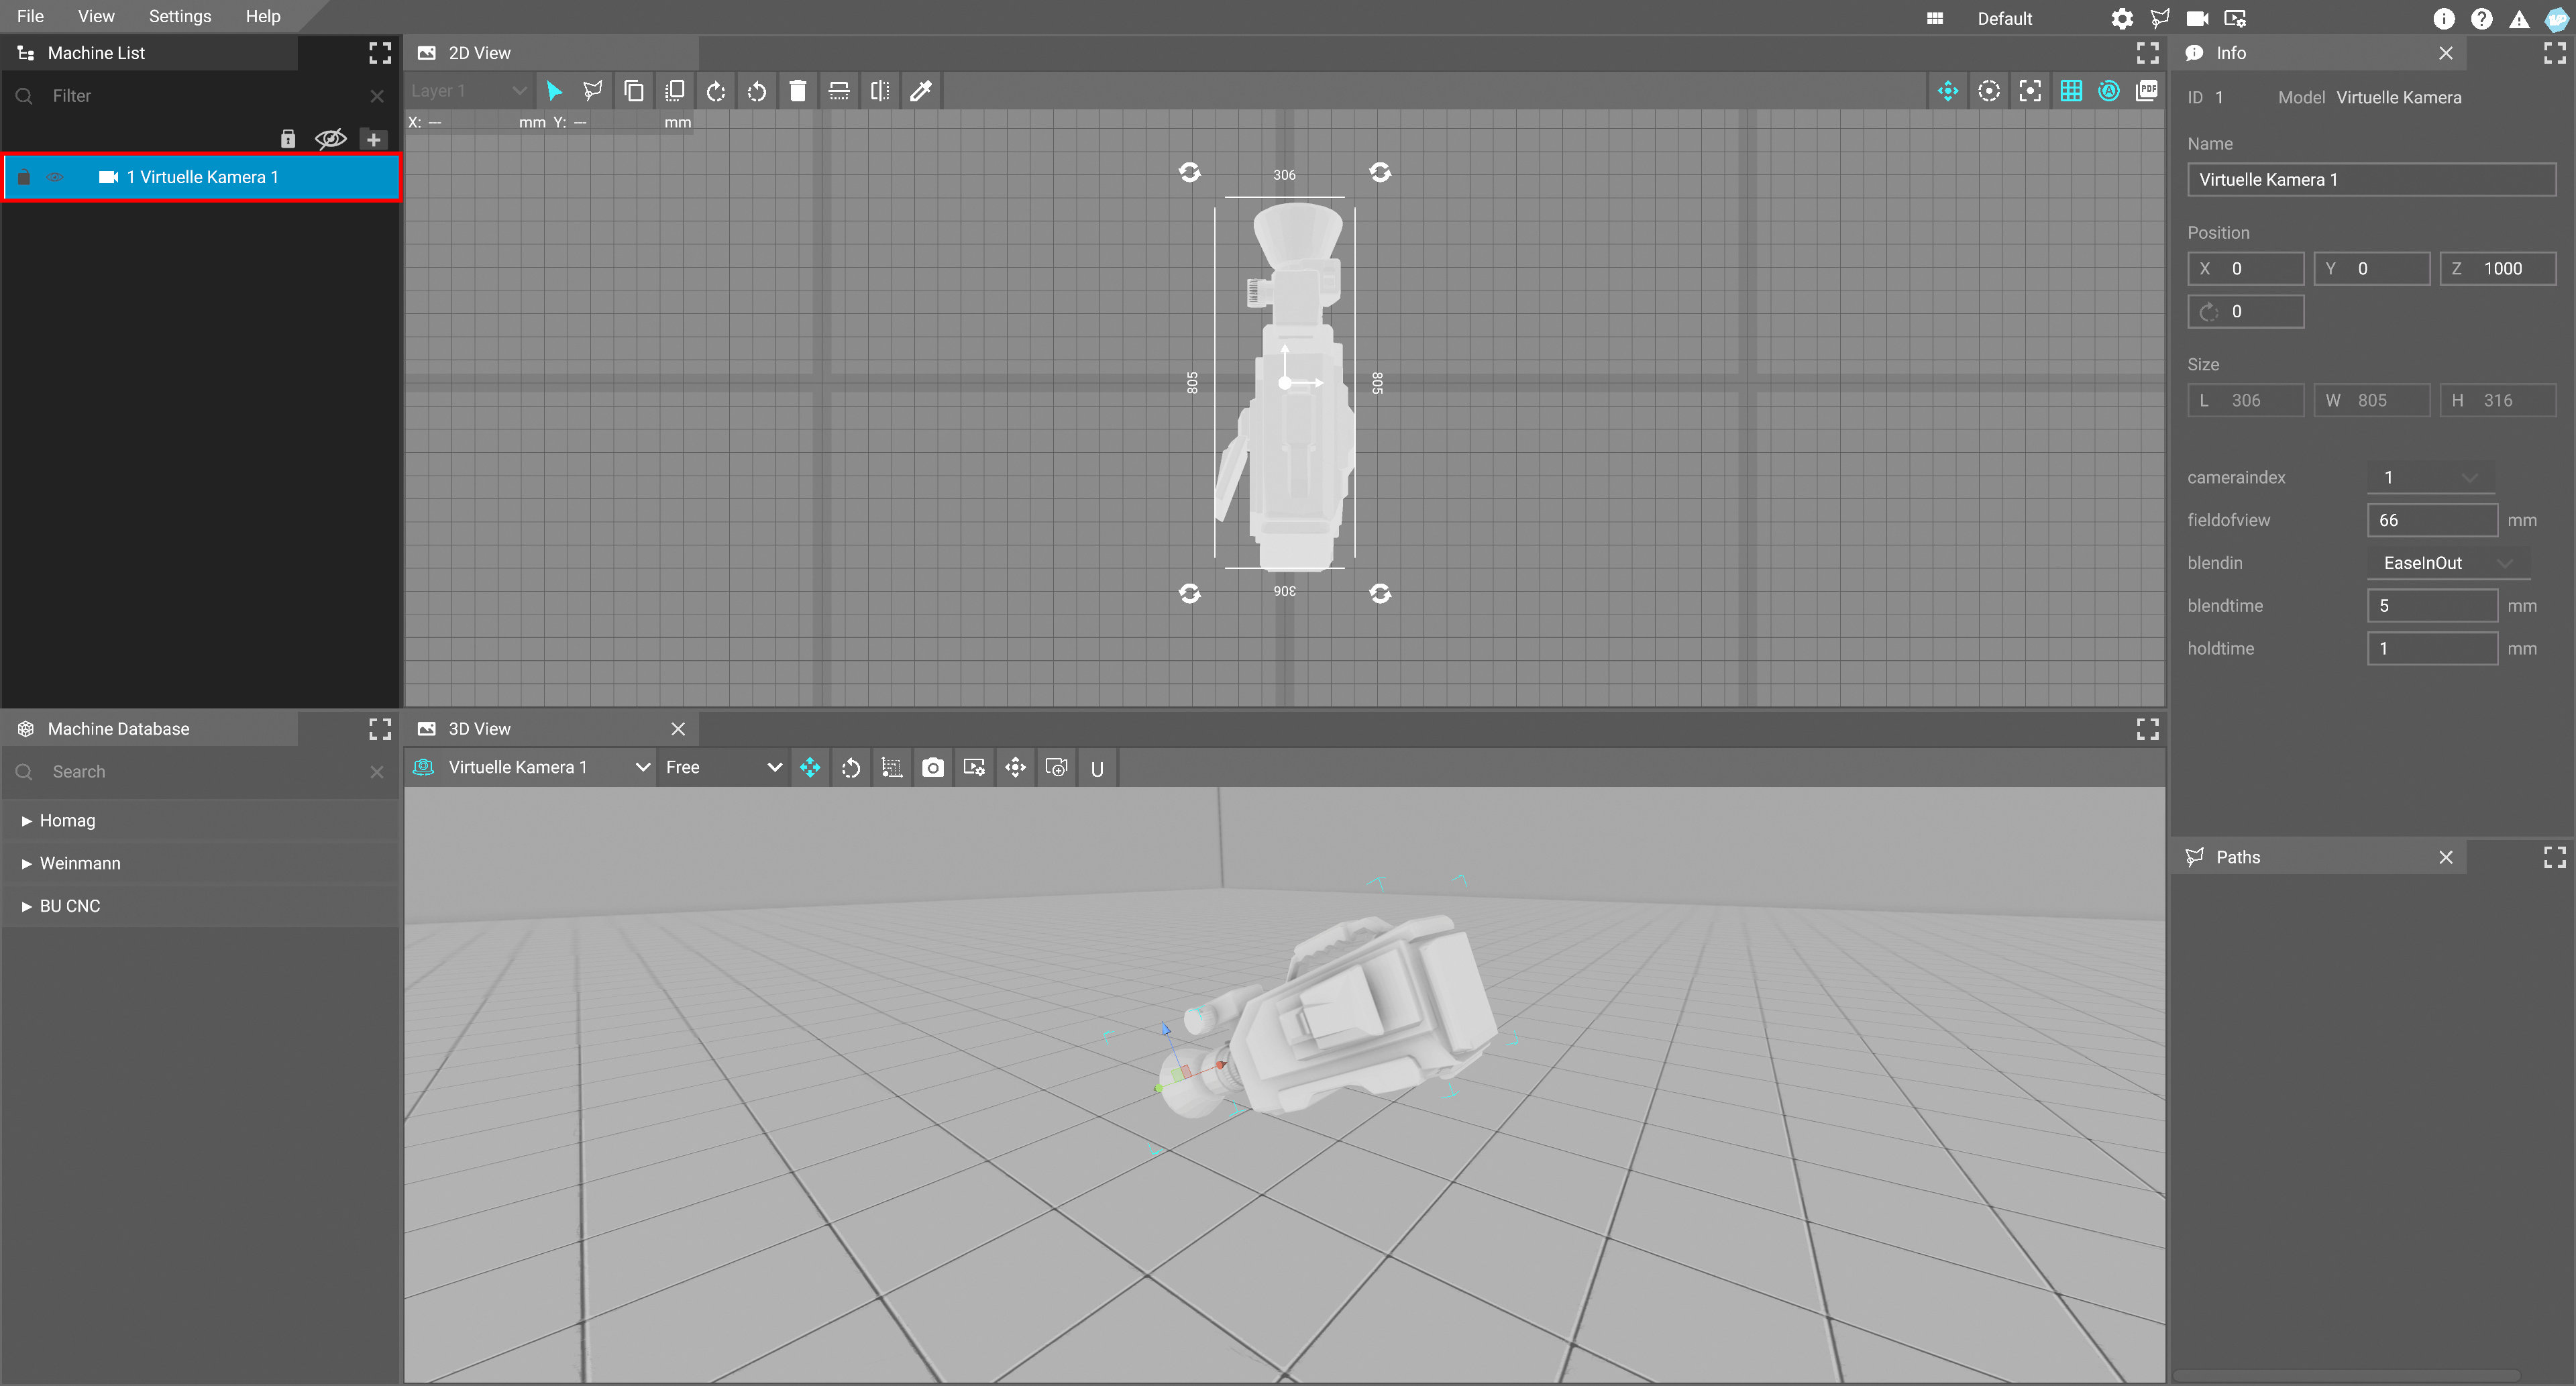 File View Settings Help
Default
Machine List
Filter
1 Virtuelle Kamera 1
2D View
Layer 1
PDF
X: --- mm Y: --- mm
306
805
805
306
Info
ID 1 Model Virtuelle Kamera
Name
Virtuelle Kamera 1
Position
X 0 Y 0 Z 1000
0
Size
L 306 W 805 H 316
cameraindex 1
fieldofview 66 mm
blendin EaseInOut
blendtime 5 mm
holdtime 1 mm
Machine Database
Search
Homag
Weinmann
BU CNC
3D View
Virtuelle Kamera 1 Free U
Paths